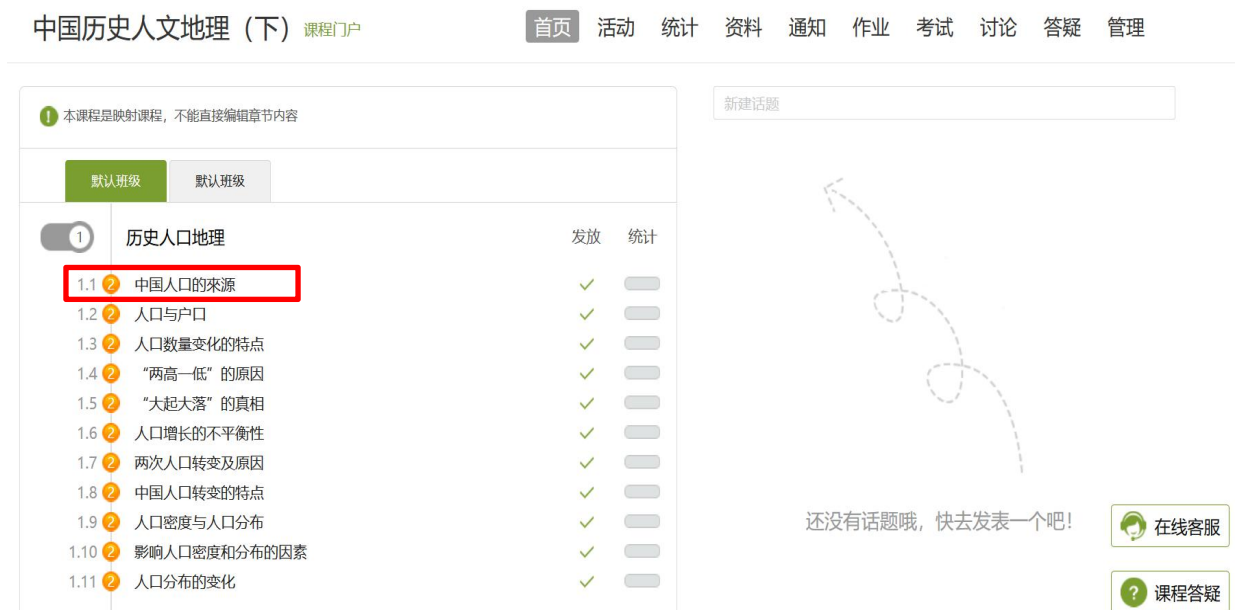 中国历史人文地理（下） 课程门户
首页 活动 统计 资料 通知 作业 考试 讨论 答疑 管理
! 本课程是映射课程，不能直接编辑章节内容
新建话题
默认班级 默认班级
1 历史人口地理 发放 统计
1.1 2 中国人口的來源
1.2 2 人口与户口
1.3 2 人口数量变化的特点
1.4 2 “两高一低”的原因
1.5 2 “大起大落”的真相
1.6 2 人口增长的不平衡性
1.7 2 两次人口转变及原因
1.8 2 中国人口转变的特点
1.9 2 人口密度与人口分布
1.10 2 影响人口密度和分布的因素
1.11 2 人口分布的变化
还没有话题哦，快去发表一个吧！
在线客服
? 课程答疑